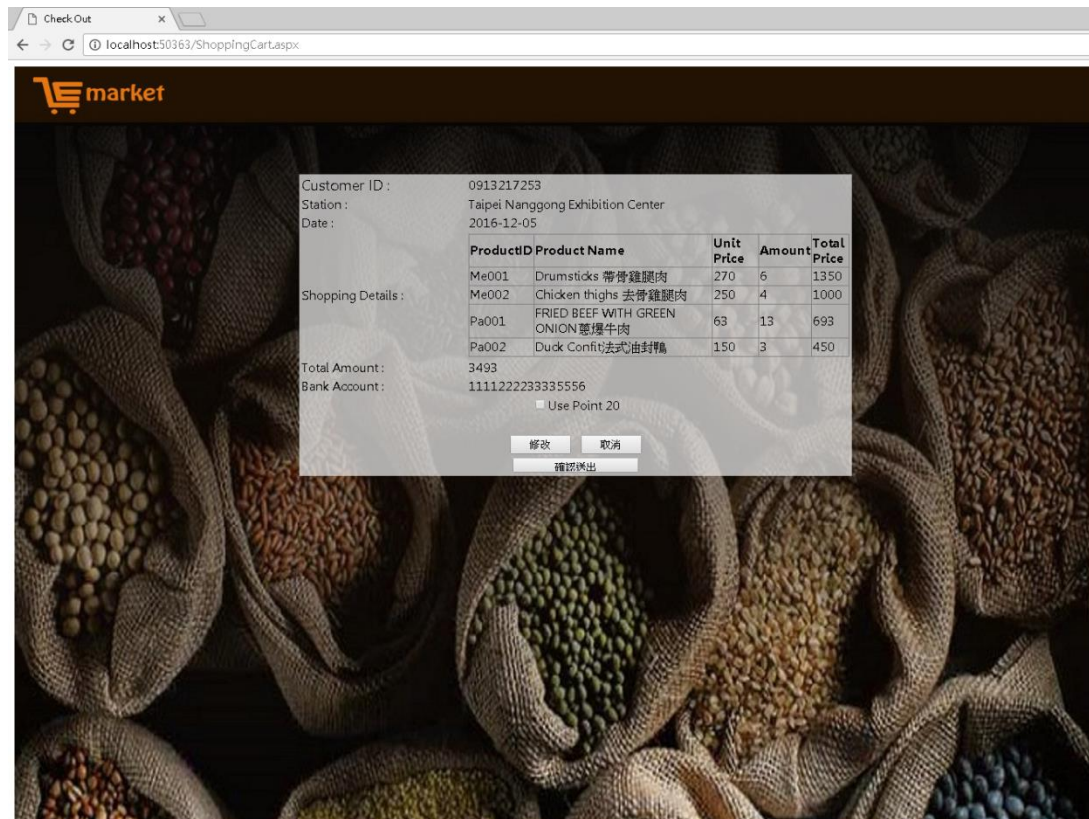 Check Out
localhost:50363/ShoppingCart.aspx
market
Customer ID : 0913217253
Station : Taipei Nanggong Exhibition Center
Date : 2016-12-05
Shopping Details :
ProductID Product Name Unit Price Amount Total Price
Me001 Drumsticks 帶骨雞腿肉 270 6 1350
Me002 Chicken thighs 去骨雞腿肉 250 4 1000
Pa001 FRIED BEEF WITH GREEN ONION蔥爆牛肉 63 13 693
Pa002 Duck Confit法式油封鴨 150 3 450
Total Amount : 3493
Bank Account : 1111222233335556
Use Point 20
修改 取消
確認送出